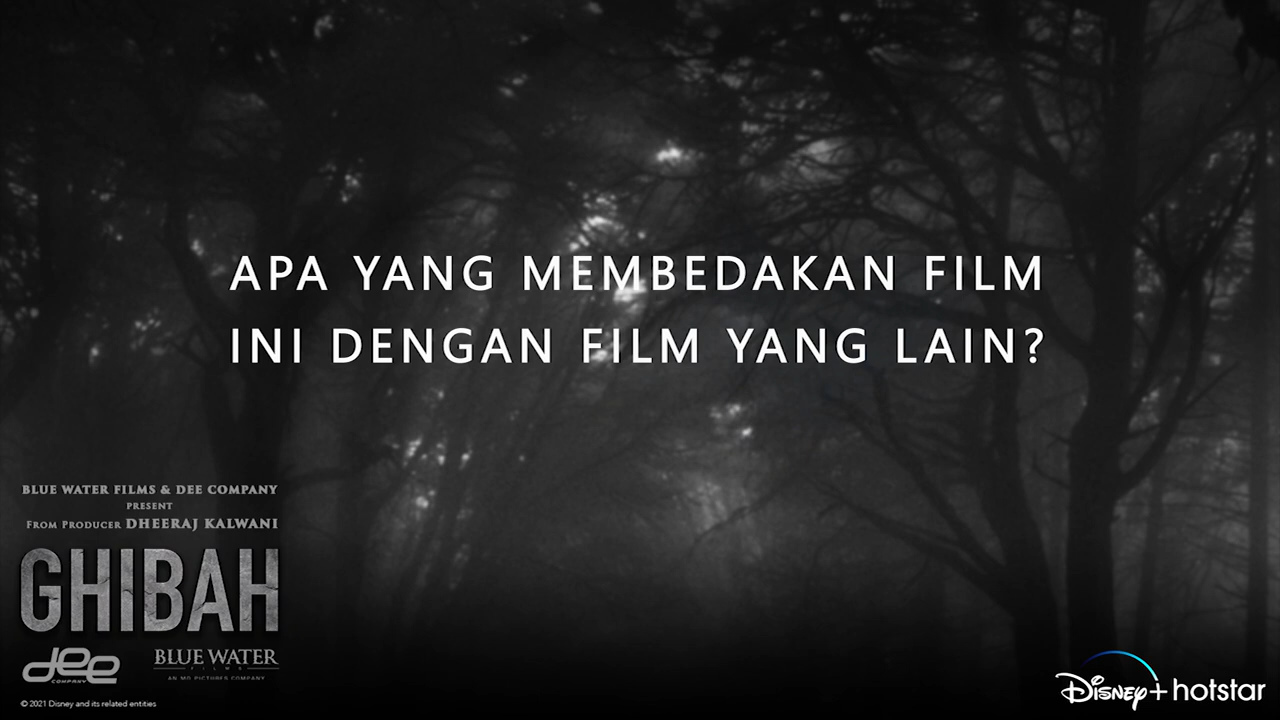 APA YANG MEMBEDAKAN FILM
INI DENGAN FILM YANG LAIN?
BLUE WATER FILMS & DEE COMPANY
PRESENT
FROM PRODUCER DHEERAJ KALWANI
GHIBAH
dee
COMPANY
BLUE WATER
FILMS
AN MD PICTURES COMPANY
© 2021 Disney and its related entities
Disney+ hotstar